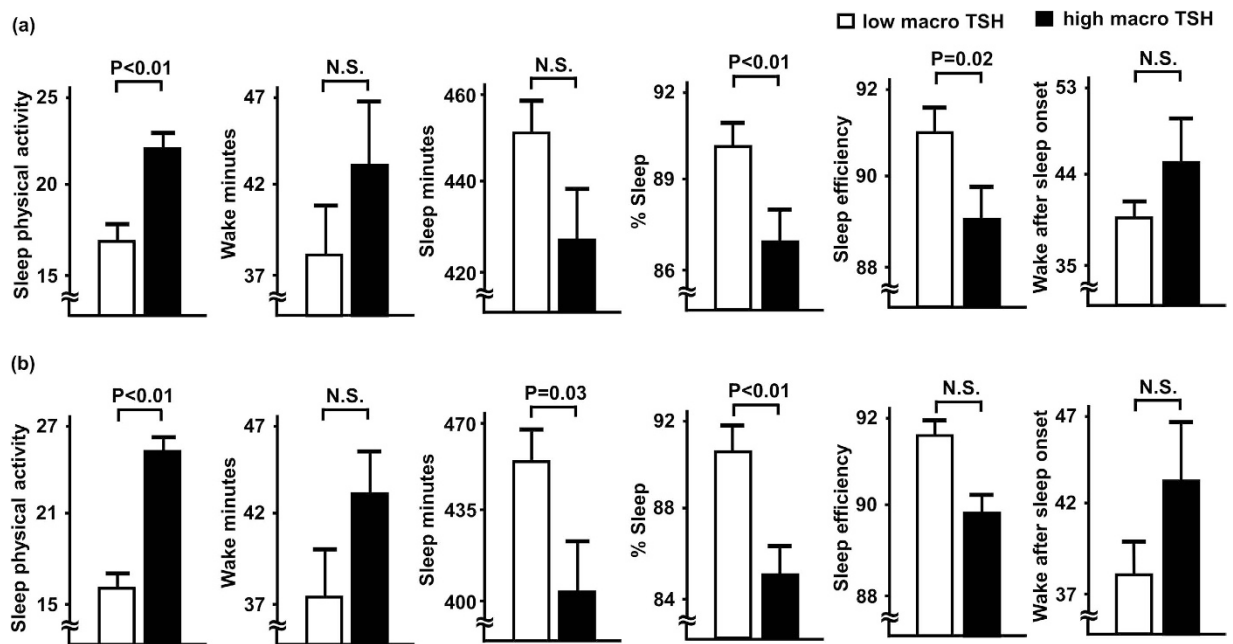 (a)
low macro TSH
high macro TSH
P<0.01
N.S.
N.S.
P<0.01
P=0.02
N.S.
Sleep physical activity
25
22
15
Wake minutes
47
42
37
Sleep minutes
460
440
420
% Sleep
92
89
86
Sleep efficiency
92
90
88
Wake after sleep onset
53
44
35
(b)
P<0.01
N.S.
P=0.03
P<0.01
N.S.
N.S.
Sleep physical activity
27
21
15
Wake minutes
47
42
37
Sleep minutes
470
435
400
% Sleep
92
88
84
Sleep efficiency
92
90
88
Wake after sleep onset
47
42
37